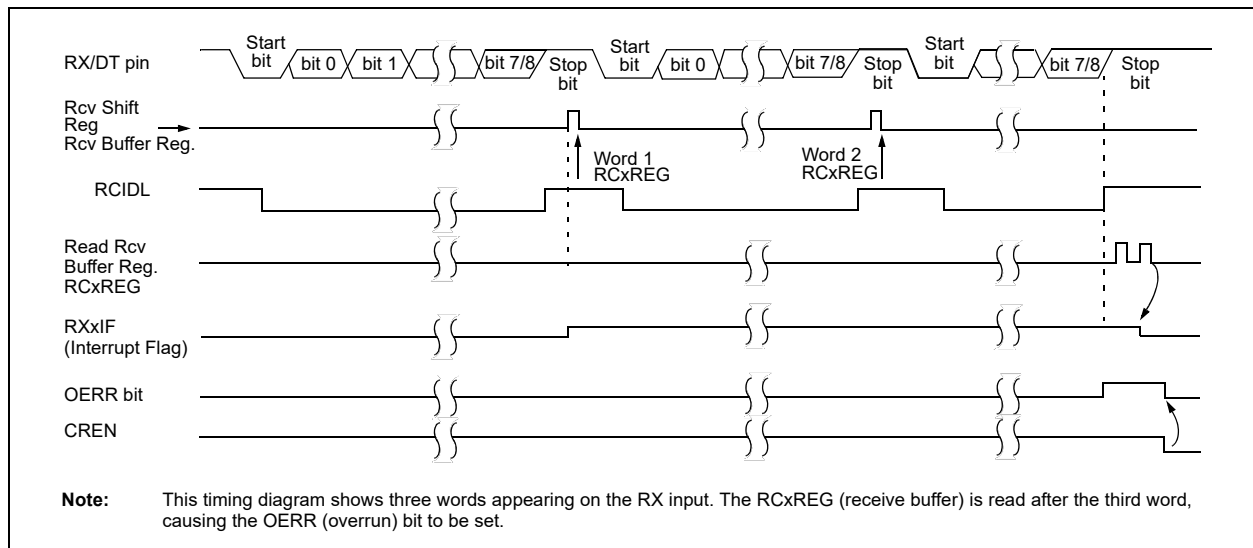 Start
bit
bit 0
bit 1
bit 7/8
Stop
bit
Start
bit
bit 0
bit 7/8
Stop
bit
Start
bit
bit 7/8
Stop
bit
RX/DT pin
Rcv Shift
Reg
Rcv Buffer Reg.
Word 1
RCxREG
Word 2
RCxREG
RCIDL
Read Rcv
Buffer Reg.
RCxREG
RXxIF
(Interrupt Flag)
OERR bit
CREN
Note: This timing diagram shows three words appearing on the RX input. The RCxREG (receive buffer) is read after the third word,
causing the OERR (overrun) bit to be set.